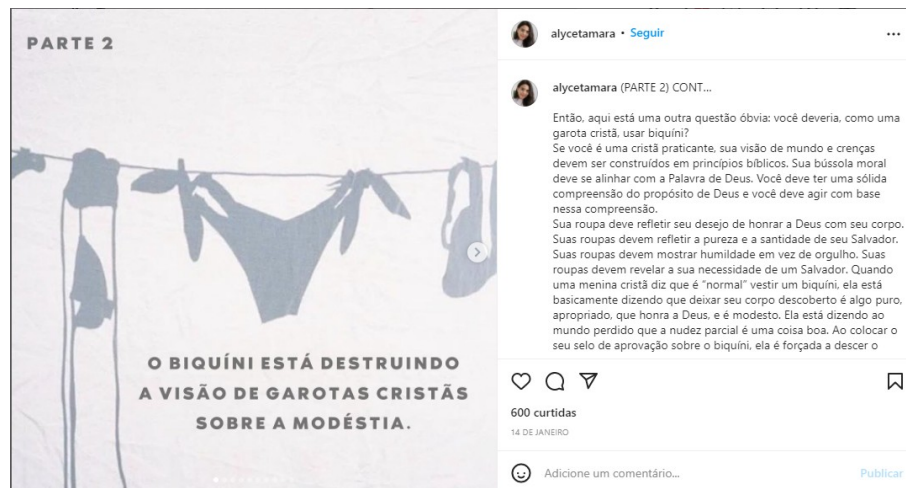 PARTE 2
O BIQUÍNI ESTÁ DESTRUINDO
A VISÃO DE GAROTAS CRISTÃS
SOBRE A MODÉSTIA.
alycetamara • Seguir
alycetamara (PARTE 2) CONT...
Então, aqui está uma outra questão óbvia: você deveria, como uma
garota cristã, usar biquíni?
Se você é uma cristã praticante, sua visão de mundo e crenças
devem ser construídos em princípios bíblicos. Sua bússola moral
deve se alinhar com a Palavra de Deus. Você deve ter uma sólida
compreensão do propósito de Deus e você deve agir com base
nessa compreensão.
Sua roupa deve refletir seu desejo de honrar a Deus com seu corpo.
Suas roupas devem refletir a pureza e a santidade de seu Salvador.
Suas roupas devem mostrar humildade em vez de orgulho. Suas
roupas devem revelar a sua necessidade de um Salvador. Quando
uma menina cristã diz que é “normal” vestir um biquíni, ela está
basicamente dizendo que deixar seu corpo descoberto é algo puro,
apropriado, que honra a Deus, e é modesto. Ela está dizendo ao
mundo perdido que a nudez parcial é uma coisa boa. Ao colocar o
seu selo de aprovação sobre o biquíni, ela é forçada a descer o
600 curtidas
14 DE JANEIRO
Adicione um comentário...
Publicar